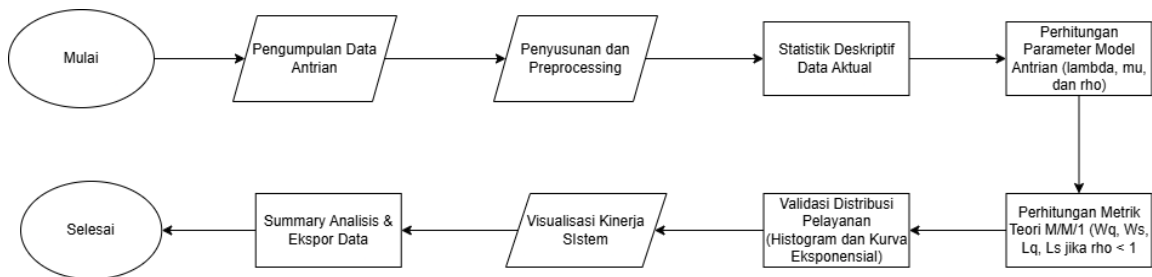 Mulai
Pengumpulan Data
Antrian
Penyusunan dan
Preprocessing
Statistik Deskriptif
Data Aktual
Perhitungan
Parameter Model
Antrian (lambda, mu,
dan rho)
Selesai
Summary Analisis &
Ekspor Data
Visualisasi Kinerja
SIstem
Validasi Distribusi
Pelayanan
(Histogram dan Kurva
Eksponensial)
Perhitungan Metrik
Teori M/M/1 (Wq, Ws,
Lq, Ls jika rho < 1